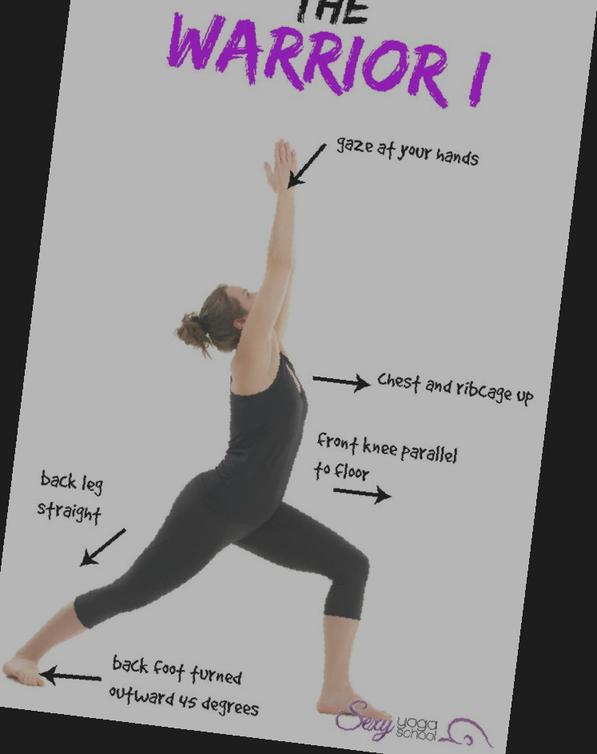 THE
WARRIOR I
gaze at your hands
Chest and ribcage up
front knee parallel
to floor
back leg
straight
back foot turned
outward 45 degrees
Sexy yoga
school